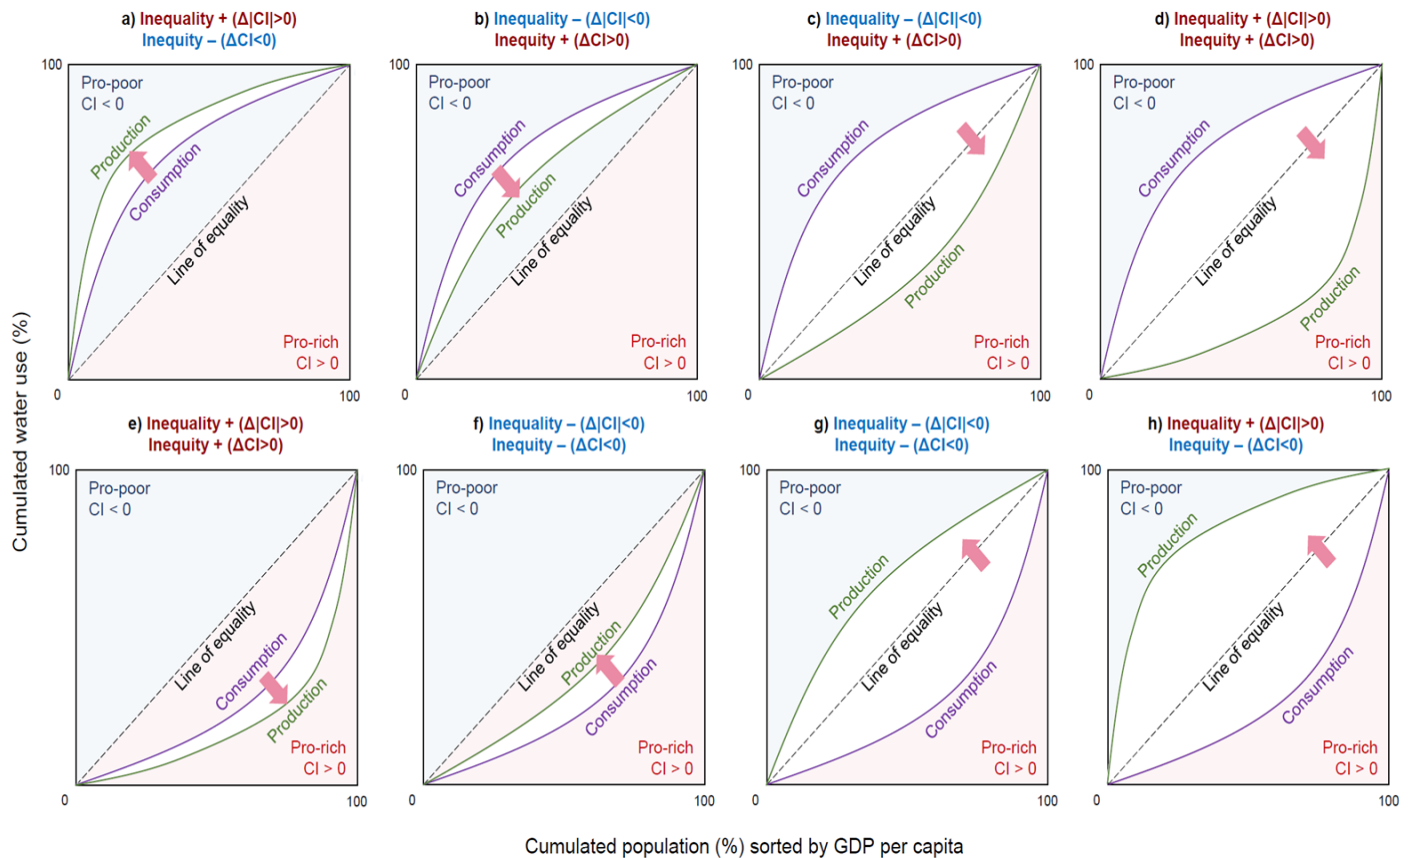 a) Inequality + (Δ|CI|>0)
Inequity – (ΔCI<0)
100
Pro-poor
CI < 0
Production
Consumption
Line of equality
Pro-rich
CI > 0
0
100
b) Inequality – (Δ|CI|<0)
Inequity + (ΔCI>0)
100
Pro-poor
CI < 0
Consumption
Production
Line of equality
Pro-rich
CI > 0
0
100
c) Inequality – (Δ|CI|<0)
Inequity + (ΔCI>0)
100
Pro-poor
CI < 0
Consumption
Line of equality
Production
Pro-rich
CI > 0
0
100
d) Inequality + (Δ|CI|>0)
Inequity + (ΔCI>0)
100
Pro-poor
CI < 0
Consumption
Line of equality
Production
Pro-rich
CI > 0
0
100
Cumulated water use (%)
e) Inequality + (Δ|CI|>0)
Inequity + (ΔCI>0)
100
Pro-poor
CI < 0
Line of equality
Consumption
Production
Pro-rich
CI > 0
0
100
f) Inequality – (Δ|CI|<0)
Inequity – (ΔCI<0)
100
Pro-poor
CI < 0
Line of equality
Production
Consumption
Pro-rich
CI > 0
0
100
g) Inequality – (Δ|CI|<0)
Inequity – (ΔCI<0)
100
Pro-poor
CI < 0
Production
Line of equality
Consumption
Pro-rich
CI > 0
0
100
h) Inequality + (Δ|CI|>0)
Inequity – (ΔCI<0)
100
Pro-poor
CI < 0
Production
Line of equality
Consumption
Pro-rich
CI > 0
0
100
Cumulated population (%) sorted by GDP per capita